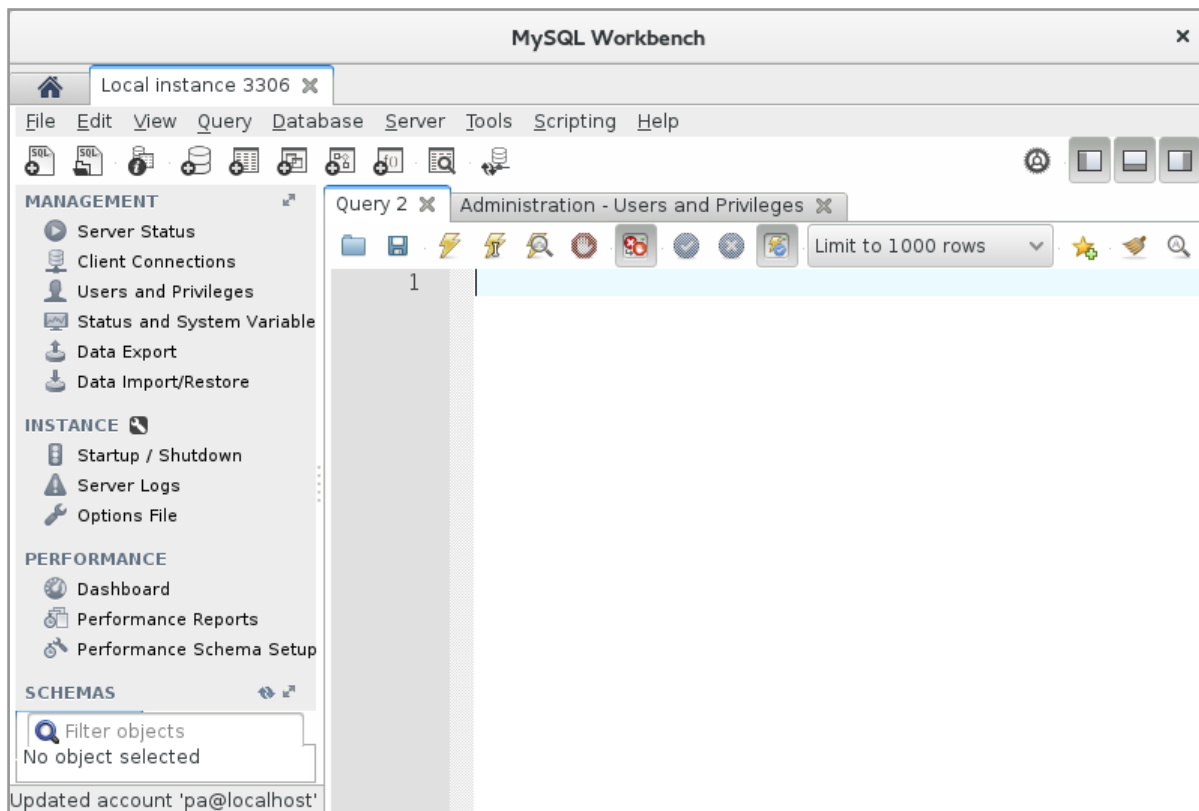 MySQL Workbench
Local instance 3306
File Edit View Query Database Server Tools Scripting Help
SQL SQL
MANAGEMENT
Server Status
Client Connections
Users and Privileges
Status and System Variable
Data Export
Data Import/Restore
INSTANCE
Startup / Shutdown
Server Logs
Options File
PERFORMANCE
Dashboard
Performance Reports
Performance Schema Setup
SCHEMAS
Filter objects
No object selected
Updated account 'pa@localhost'
Query 2 Administration - Users and Privileges
Limit to 1000 rows
1